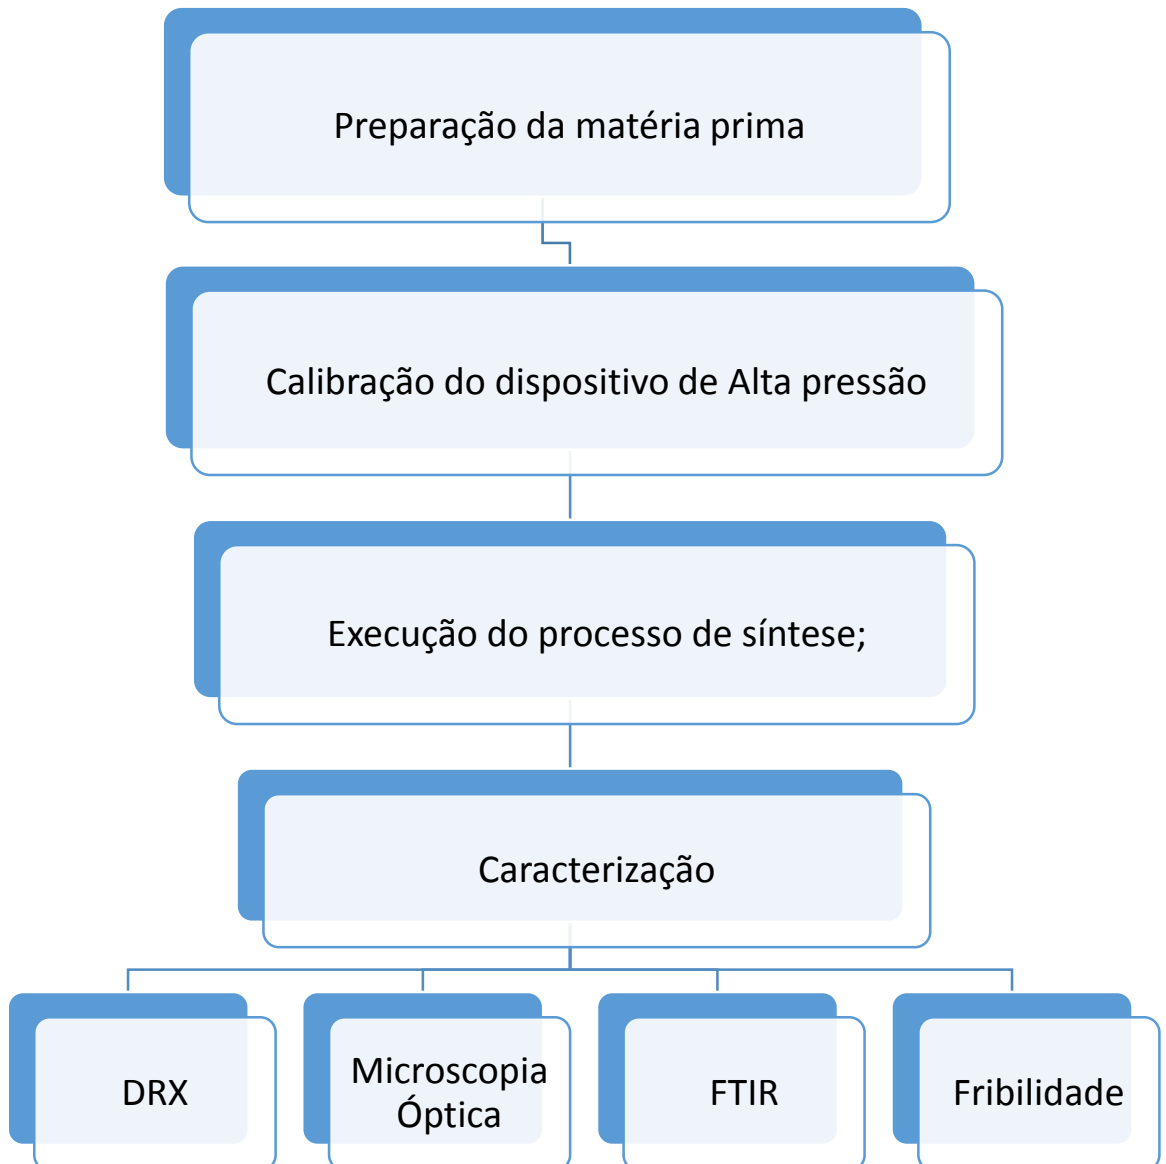 Preparação da matéria prima
Calibração do dispositivo de Alta pressão
Execução do processo de síntese;
Caracterização
DRX
Microscopia
Óptica
FTIR
Fribilidade